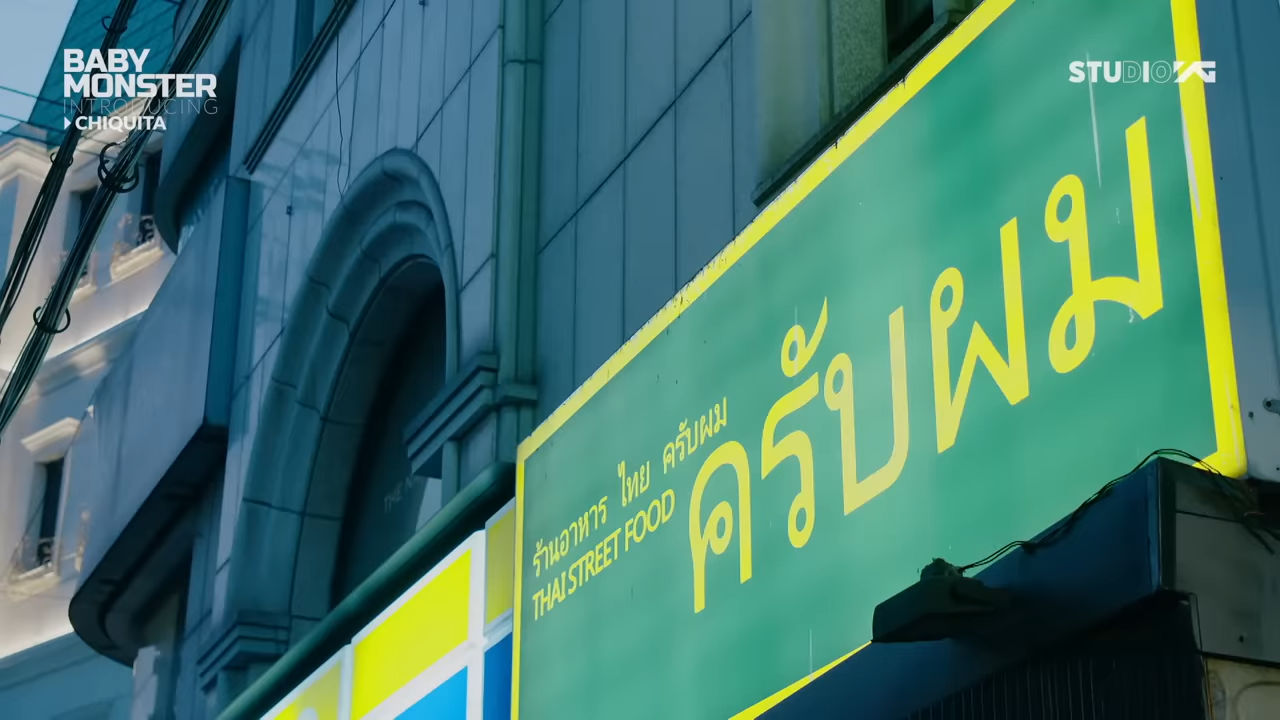 BABY
MONSTER
INTRODUCING
CHIQUITA
STUDIO YG
ร้านอาหาร ไทย ครับผม
THAI STREET FOOD
ครับผม